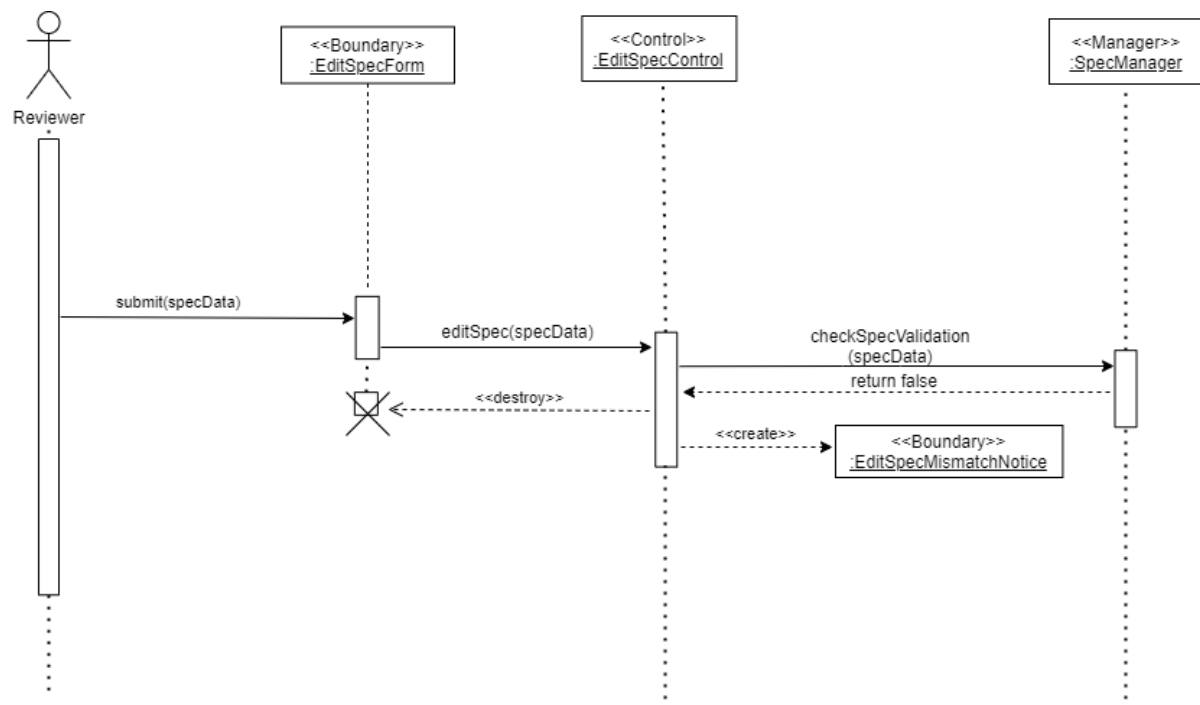 Reviewer
<<Boundary>>
:EditSpecForm
<<Control>>
:EditSpecControl
<<Manager>>
:SpecManager
submit(specData)
editSpec(specData)
checkSpecValidation
(specData)
return false
<<destroy>>
<<create>>
<<Boundary>>
:EditSpecMismatchNotice